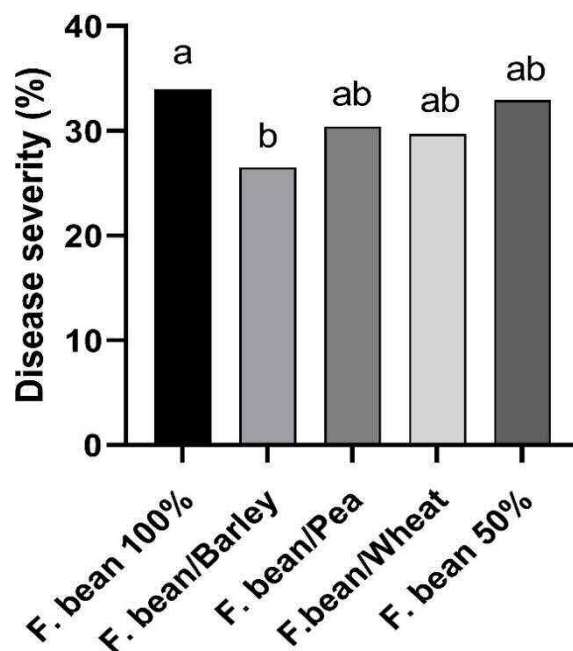 Disease severity (%)
40
30
20
10
0
a
b
ab
ab
ab
F. bean 100%
F. bean/Barley
F. bean/Pea
F.bean/Wheat
F. bean 50%